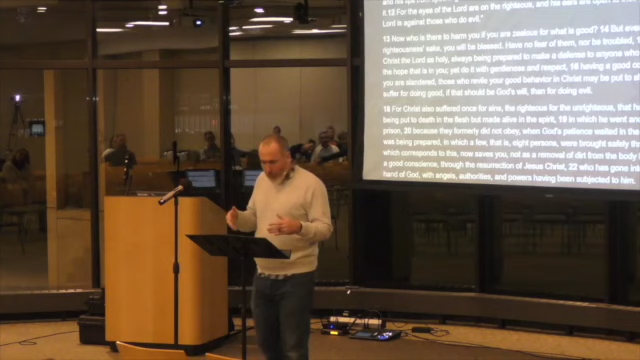 and his lips from
it.12 For the eyes of the Lord are on the righteous, and his ears are open to their
Lord is against those who do evil."
13 Now who is there to harm you if you are zealous for what is good? 14 But even
righteousness' sake, you will be blessed. Have no fear of them, nor be troubled,
Christ the Lord as holy, always being prepared to make a defense to anyone who
the hope that is in you; yet do it with gentleness and respect, 16 having a good co
you are slandered, those who revile your good behavior in Christ may be put to
suffer for doing good, if that should be God's will, than for doing evil.
18 For Christ also suffered once for sins, the righteous for the unrighteous, that
being put to death in the flesh but made alive in the spirit, 19 in which he went an
prison, 20 because they formerly did not obey, when God's patience waited in the
was being prepared, in which a few, that is, eight persons, were brought safely
which corresponds to this, now saves you, not as a removal of dirt from the body
a good conscience, through the resurrection of Jesus Christ, 22 who has gone int
hand of God, with angels, authorities, and powers having been subjected to him.